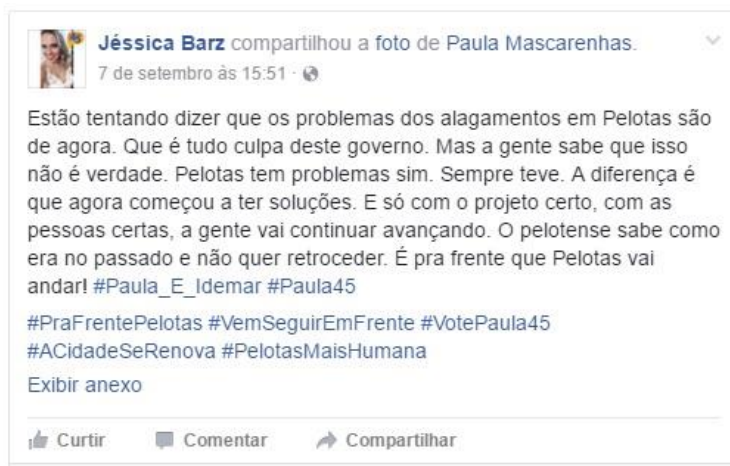 Jéssica Barz compartilhou a foto de Paula Mascarenhas.
7 de setembro às 15:51 ·
Estão tentando dizer que os problemas dos alagamentos em Pelotas são
de agora. Que é tudo culpa deste governo. Mas a gente sabe que isso
não é verdade. Pelotas tem problemas sim. Sempre teve. A diferença é
que agora começou a ter soluções. E só com o projeto certo, com as
pessoas certas, a gente vai continuar avançando. O pelotense sabe como
era no passado e não quer retroceder. É pra frente que Pelotas vai
andar! #Paula_E_Idemar #Paula45
#PraFrentePelotas #VemSeguirEmFrente #VotePaula45
#ACidadeSeRenova #PelotasMaisHumana
Exibir anexo
Curtir Comentar Compartilhar